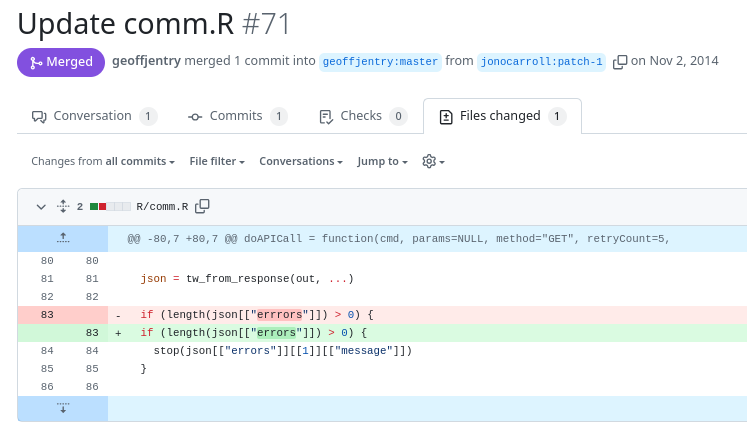 Update comm.R #71
Merged geoffjentry merged 1 commit into geoffjentry:master from jonocarroll:patch-1 on Nov 2, 2014
Conversation 1 Commits 1 Checks 0 Files changed 1
Changes from all commits File filter Conversations Jump to
2 R/comm.R
@@ -80,7 +80,7 @@ doAPICall = function(cmd, params=NULL, method="GET", retryCount=5,
80 80
81 81 json = tw_from_response(out, ...)
82 82
83 - if (length(json[["errrors"]]) > 0) {
83 + if (length(json[["errors"]]) > 0) {
84 84 stop(json[["errors"]][[1]][["message"]])
85 85 }
86 86